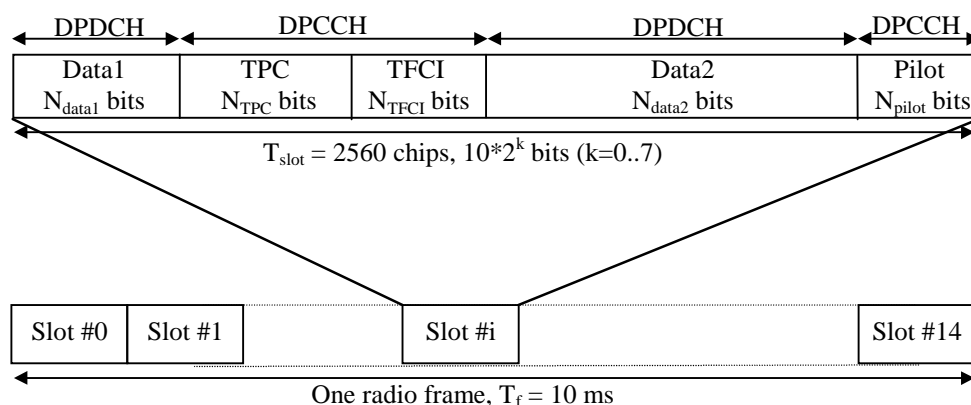 DPDCH DPCCH DPDCH DPCCH
Data1 TPC TFCI Data2 Pilot
N_data1 bits N_TPC bits N_TFCI bits N_data2 bits N_pilot bits
T_slot = 2560 chips, 10*2^k bits (k=0..7)
Slot #0 Slot #1 Slot #i Slot #14
One radio frame, T_f = 10 ms